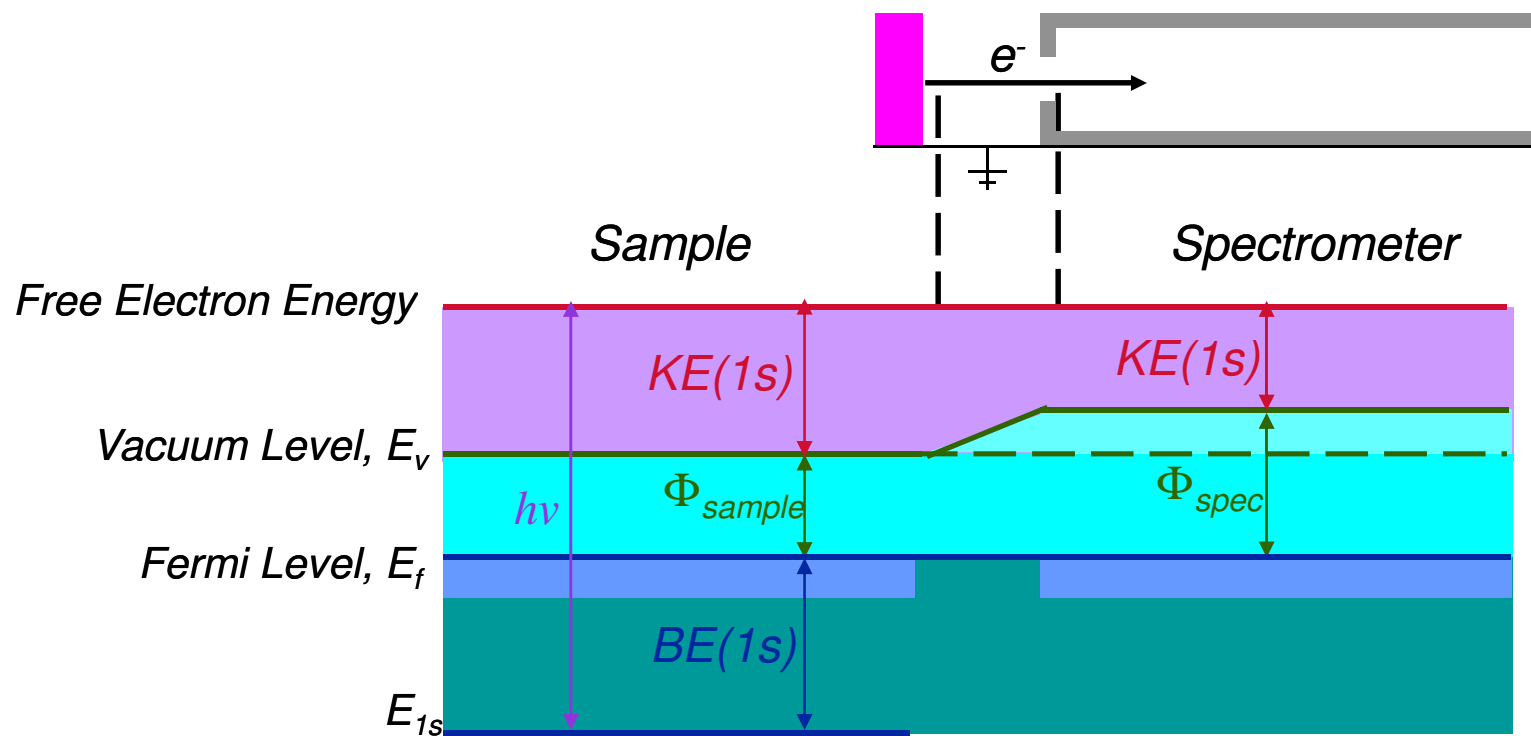 e-
Sample
Spectrometer
Free Electron Energy
KE(1s)
KE(1s)
Vacuum Level, Ev
Φsample
Φspec
hν
Fermi Level, Ef
BE(1s)
E1s